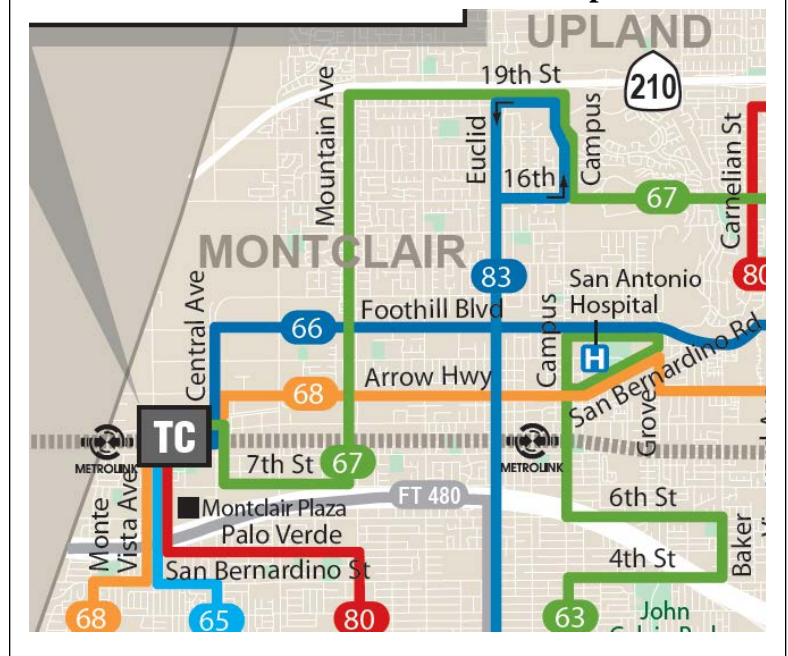 UPLAND
19th St
210
Mountain Ave
Euclid
Campus
16th
Carnelian St
67
MONTCLAIR
80
83
San Antonio
Hospital
Central Ave
Foothill Blvd
66
Campus
H
San Bernardino Rd
Arrow Hwy
68
Grove
TC
METROLINK
METROLINK
7th St
67
FT 480
6th St
Montclair Plaza
Monte
Vista Ave
Palo Verde
4th St
Baker
San Bernardino St
68
65
80
63
John